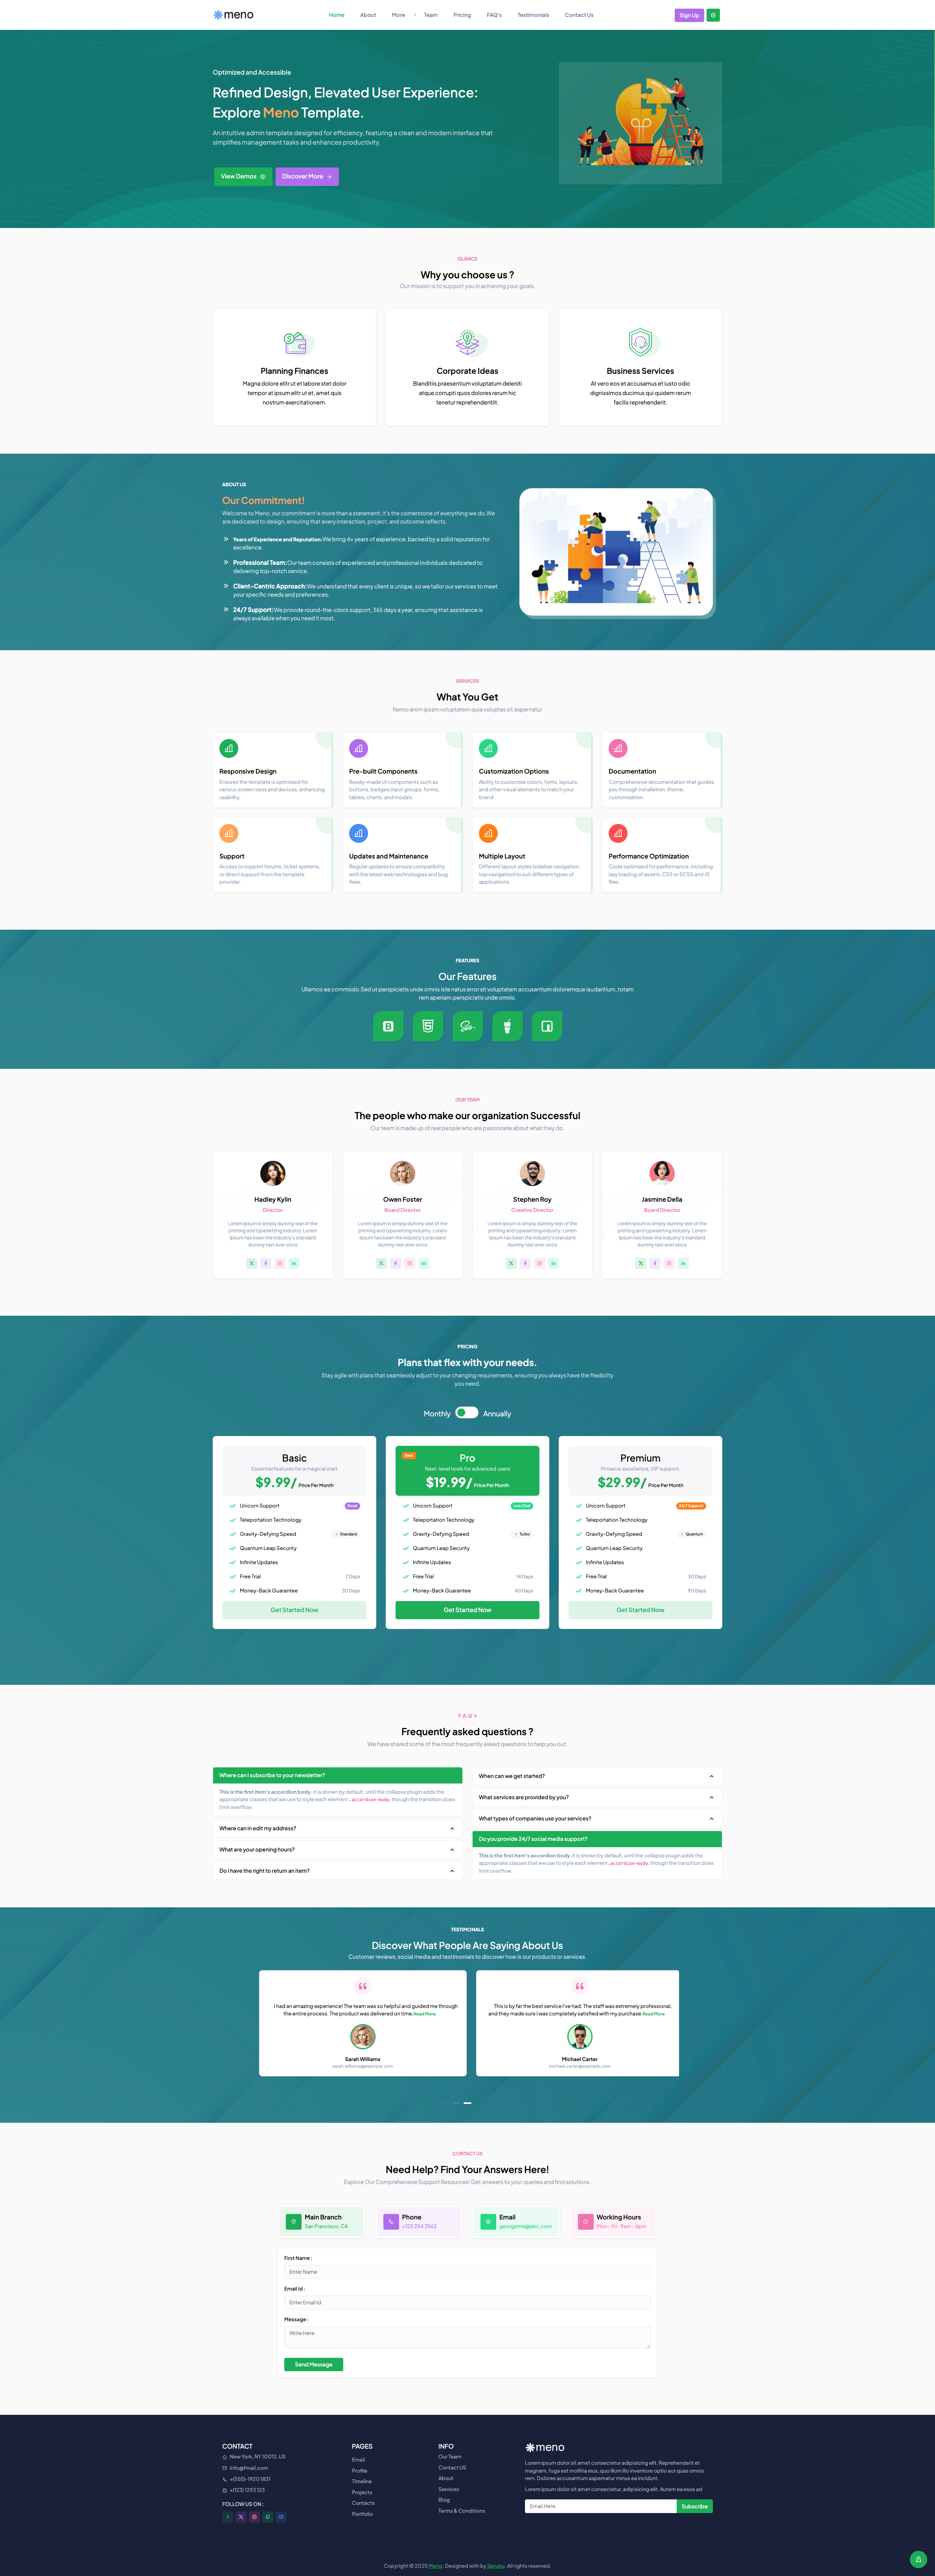 meno
Home
About
More
Team
Pricing
FAQ's
Testimonials
Contact Us
Sign Up
Optimized and Accessible
Refined Design, Elevated User Experience:
Explore Meno Template.
An intuitive admin template designed for efficiency, featuring a clean and modern interface that
simplifies management tasks and enhances productivity.
View Demos
Discover More
GLANCE
Why you choose us ?
Our mission is to support you in achieving your goals.
Planning Finances
Magna dolore elitr ut et labore stet dolor
tempor at ipsum elitr ut et, amet quis
nostrum exercitationem.
Corporate Ideas
Blanditiis praesentium voluptatum deleniti
atque corrupti quos dolores rerum hic
tenetur reprehenderitlit.
Business Services
At vero eos et accusamus et iusto odio
dignissimos ducimus qui quidem rerum
facilis reprehenderit.
ABOUT US
Our Commitment!
Welcome to Meno, our commitment is more than a statement; it's the cornerstone of everything we do.We
are dedicated to design, ensuring that every interaction, project, and outcome reflects.
Years of Experience and Reputation:We bring 4+ years of experience, backed by a solid reputation for
excellence.
Professional Team:Our team consists of experienced and professional individuals dedicated to
delivering top-notch service.
Client-Centric Approach:We understand that every client is unique, so we tailor our services to meet
your specific needs and preferences.
24/7 Support:We provide round-the-clock support, 365 days a year, ensuring that assistance is
always available when you need it most.
SERVICES
What You Get
Nemo enim ipsam voluptatem quia voluptas sit aspernatur
Responsive Design
Ensures the template is optimized for
various screen sizes and devices, enhancing
usability.
Pre-built Components
Ready-made UI components such as
buttons, badges,input groups, forms,
tables, charts, and modals.
Customization Options
Ability to customize colors, fonts, layouts,
and other visual elements to match your
brand.
Documentation
Comprehensive documentation that guides
you through installation, theme,
customization.
Support
Access to support forums, ticket systems,
or direct support from the template
provider.
Updates and Maintenance
Regular updates to ensure compatibility
with the latest web technologies and bug
fixes.
Multiple Layout
Different layout styles (sidebar navigation,
top navigation) to suit different types of
applications.
Performance Optimization
Code optimized for performance, including
lazy loading of assets, CSS or SCSS and JS
files.
FEATURES
Our Features
Ullamco ea commodo.Sed ut perspiciatis unde omnis iste natus error sit voluptatem accusantium doloremque laudantium, totam
rem aperiam.perspiciatis unde omnis.
OUR TEAM
The people who make our organization Successful
Our team is made up of real people who are passionate about what they do.
Hadley Kylin
Director
Lorem Ipsum is simply dummy text of the
printing and typesetting industry. Lorem
Ipsum has been the industry's standard
dummy text ever since
Owen Foster
Board Director
Lorem Ipsum is simply dummy text of the
printing and typesetting industry. Lorem
Ipsum has been the industry's standard
dummy text ever since
Stephen Roy
Creative Director
Lorem Ipsum is simply dummy text of the
printing and typesetting industry. Lorem
Ipsum has been the industry's standard
dummy text ever since
Jasmine Della
Board Director
Lorem Ipsum is simply dummy text of the
printing and typesetting industry. Lorem
Ipsum has been the industry's standard
dummy text ever since
PRICING
Plans that flex with your needs.
Stay agile with plans that seamlessly adjust to your changing requirements, ensuring you always have the flexibility
you need.
Monthly
Annually
Basic
Essential features for a magical start
$9.99/ Price Per Month
Unicorn Support
Email
Teleportation Technology
Gravity-Defying Speed
Standard
Quantum Leap Security
Infinite Updates
Free Trial
7 Days
Money-Back Guarantee
30 Days
Get Started Now
Best
Pro
Next-level tools for advanced users
$19.99/ Price Per Month
Unicorn Support
Live Chat
Teleportation Technology
Gravity-Defying Speed
Turbo
Quantum Leap Security
Infinite Updates
Free Trial
14 Days
Money-Back Guarantee
60 Days
Get Started Now
Premium
Pinnacle excellence, VIP support.
$29.99/ Price Per Month
Unicorn Support
24/7 Support
Teleportation Technology
Gravity-Defying Speed
Quantum
Quantum Leap Security
Infinite Updates
Free Trial
30 Days
Money-Back Guarantee
90 Days
Get Started Now
F.A.Q 's
Frequently asked questions ?
We have shared some of the most frequently asked questions to help you out.
Where can I subscribe to your newsletter?
This is the first item's accordion body. It is shown by default, until the collapse plugin adds the
appropriate classes that we use to style each element .accordion-body, though the transition does
limit overflow.
Where can in edit my address?
What are your opening hours?
Do I have the right to return an item?
When can we get started?
What services are provided by you?
What types of companies use your services?
Do you provide 24/7 social media support?
This is the first item's accordion body. It is shown by default, until the collapse plugin adds the
appropriate classes that we use to style each element .accordion-body, though the transition does
limit overflow.
TESTIMONALS
Discover What People Are Saying About Us
Customer reviews, social media and testimonials to discover how is our products or services.
I had an amazing experience! The team was so helpful and guided me through
the entire process. The product was delivered on time.Read More
Sarah Williams
sarah.williams@example.com
This is by far the best service I've had. The staff was extremely professional,
and they made sure I was completely satisfied with my purchase.Read More
Michael Carter
michael.carter@example.com
CONTACT US
Need Help? Find Your Answers Here!
Explore Our Comprehensive Support Resources! Get answers to your queries and find solutions.
Main Branch
San Francisco, CA
Phone
+125 254 3562
Email
georgeme@abc.com
Working Hours
Mon - Fri : 9am - 6pm
First Name :
Enter Name
Email Id :
Enter Email Id
Message :
Write Here
Send Message
CONTACT
New York, NY 10012, US
info@fmail.com
+(555)-1920 1831
+(123) 1293 123
FOLLOW US ON :
PAGES
Email
Profile
Timeline
Projects
Contacts
Portfolio
INFO
Our Team
Contact US
About
Services
Blog
Terms & Conditions
meno
Lorem ipsum dolor sit amet consectetur adipisicing elit. Reprehenderit et
magnam, fuga est mollitia eius, quo illum illo inventore optio aut quas omnis
rem. Dolores accusantium aspernatur minus ea incidunt.
Lorem ipsum dolor sit amet consectetur, adipisicing elit. Autem ea esse ad
Email Here
Subscribe
Copyright © 2025 Meno. Designed with by Spruko. All rights reserved.